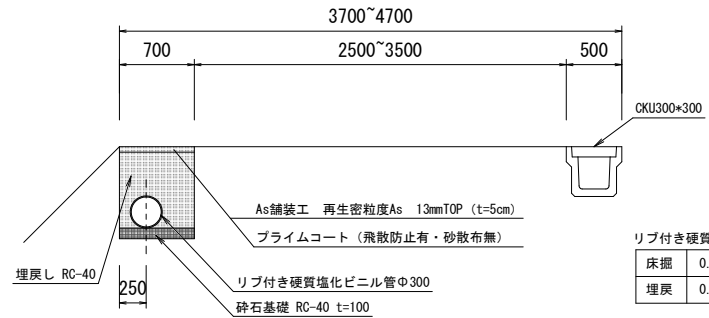 3700~4700
700
2500~3500
500
CKU300*300
As舗装工 再生密粒度As 13mmTOP (t=5cm)
プライムコート (飛散防止有・砂散布無)
リブ付き硬質
埋戻し RC-40
床掘 0.
リブ付き硬質塩化ビニル管Φ300
250
埋戻 0.
砕石基礎 RC-40 t=100